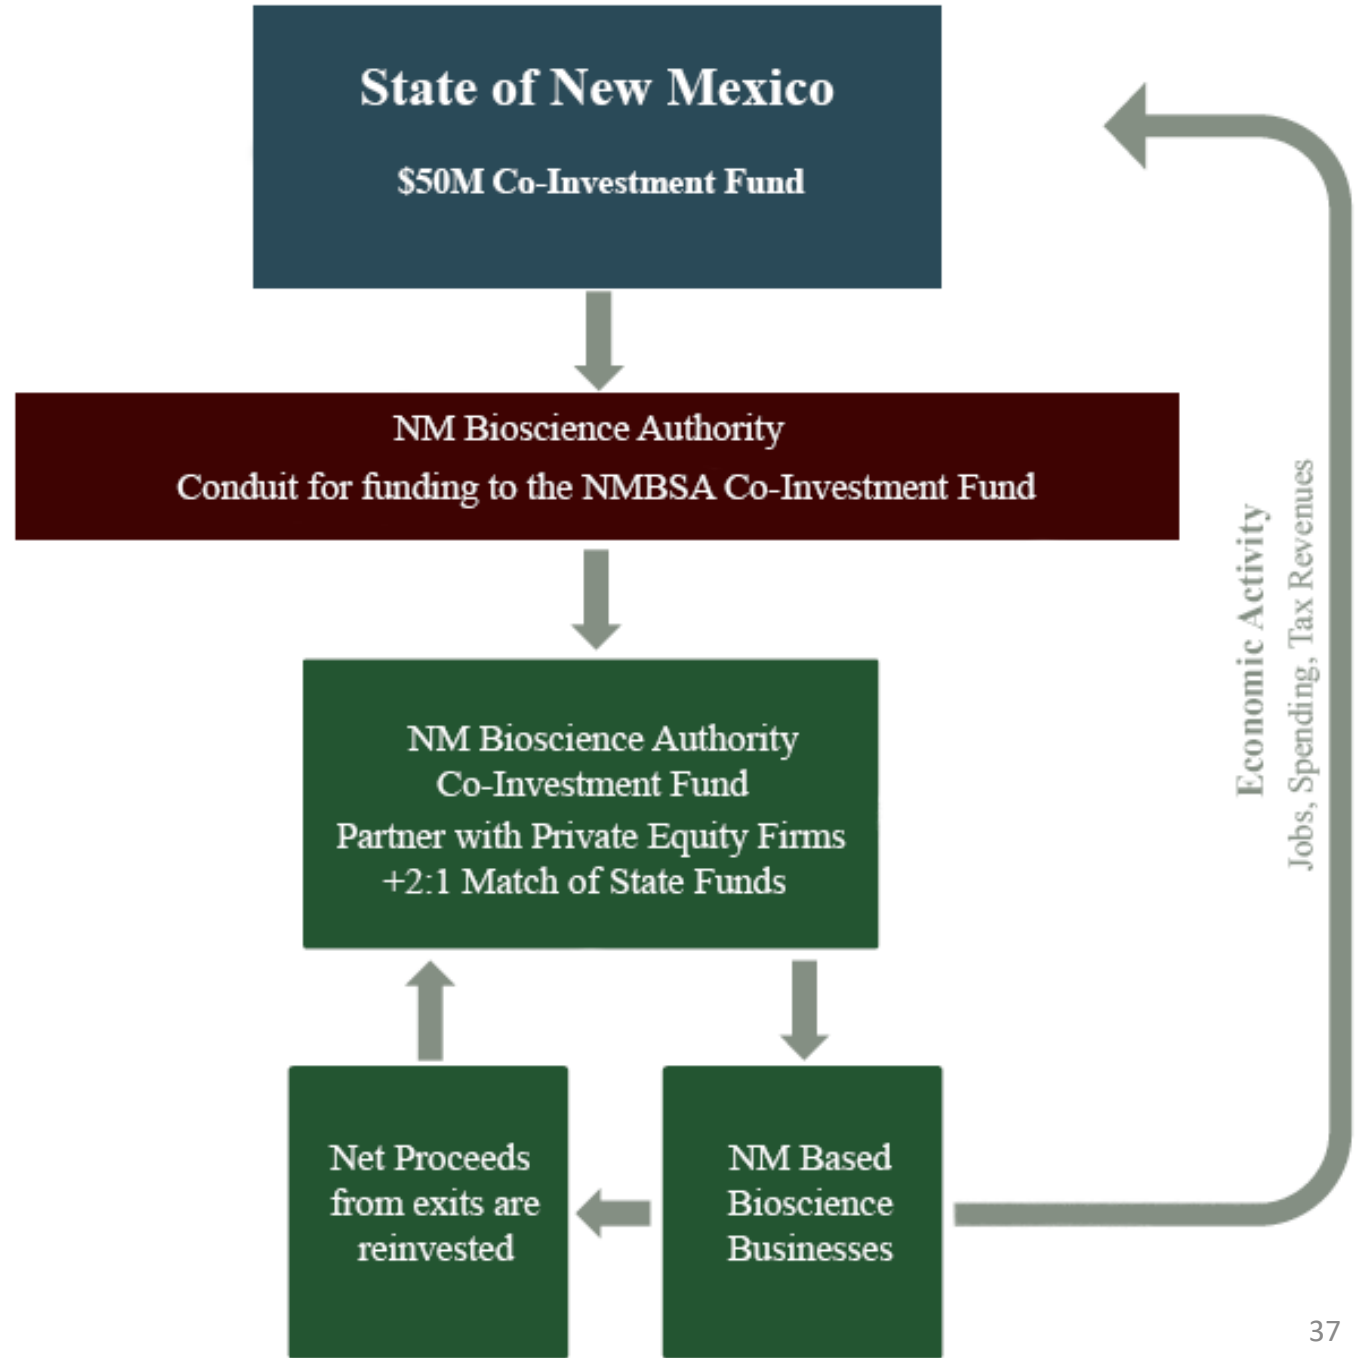 State of New Mexico
$50M Co-Investment Fund
NM Bioscience Authority
Conduit for funding to the NMBSA Co-Investment Fund
NM Bioscience Authority
Co-Investment Fund
Partner with Private Equity Firms
+2:1 Match of State Funds
Net Proceeds
from exits are
reinvested
NM Based
Bioscience
Businesses
Economic Activity
Jobs, Spending, Tax Revenues
37